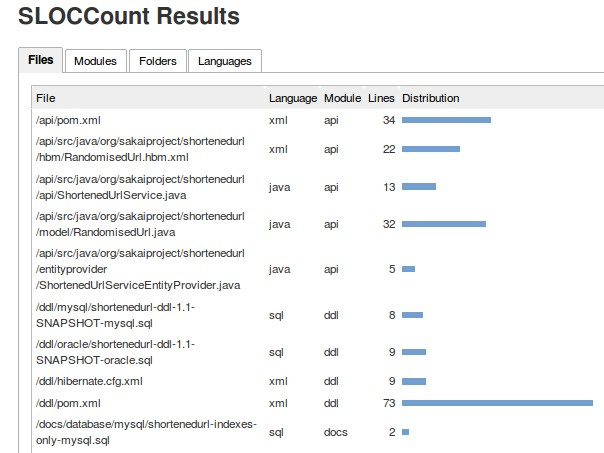 SLOCCount Results
Files Modules Folders Languages
File Language Module Lines Distribution
/api/pom.xml xml api 34
/api/src/java/org/sakaiproject/shortenedurl
/hbm/RandomisedUrl.hbm.xml xml api 22
/api/src/java/org/sakaiproject/shortenedurl
/api/ShortenedUrlService.java java api 13
/api/src/java/org/sakaiproject/shortenedurl
/model/RandomisedUrl.java java api 32
/api/src/java/org/sakaiproject/shortenedurl
/entityprovider java api 5
/ShortenedUrlServiceEntityProvider.java
/ddl/mysql/shortenedurl-ddl-1.1-
SNAPSHOT-mysql.sql sql ddl 8
/ddl/oracle/shortenedurl-ddl-1.1-
SNAPSHOT-oracle.sql sql ddl 9
/ddl/hibernate.cfg.xml xml ddl 9
/ddl/pom.xml xml ddl 73
/docs/database/mysql/shortenedurl-indexes-
only-mysql.sql sql docs 2